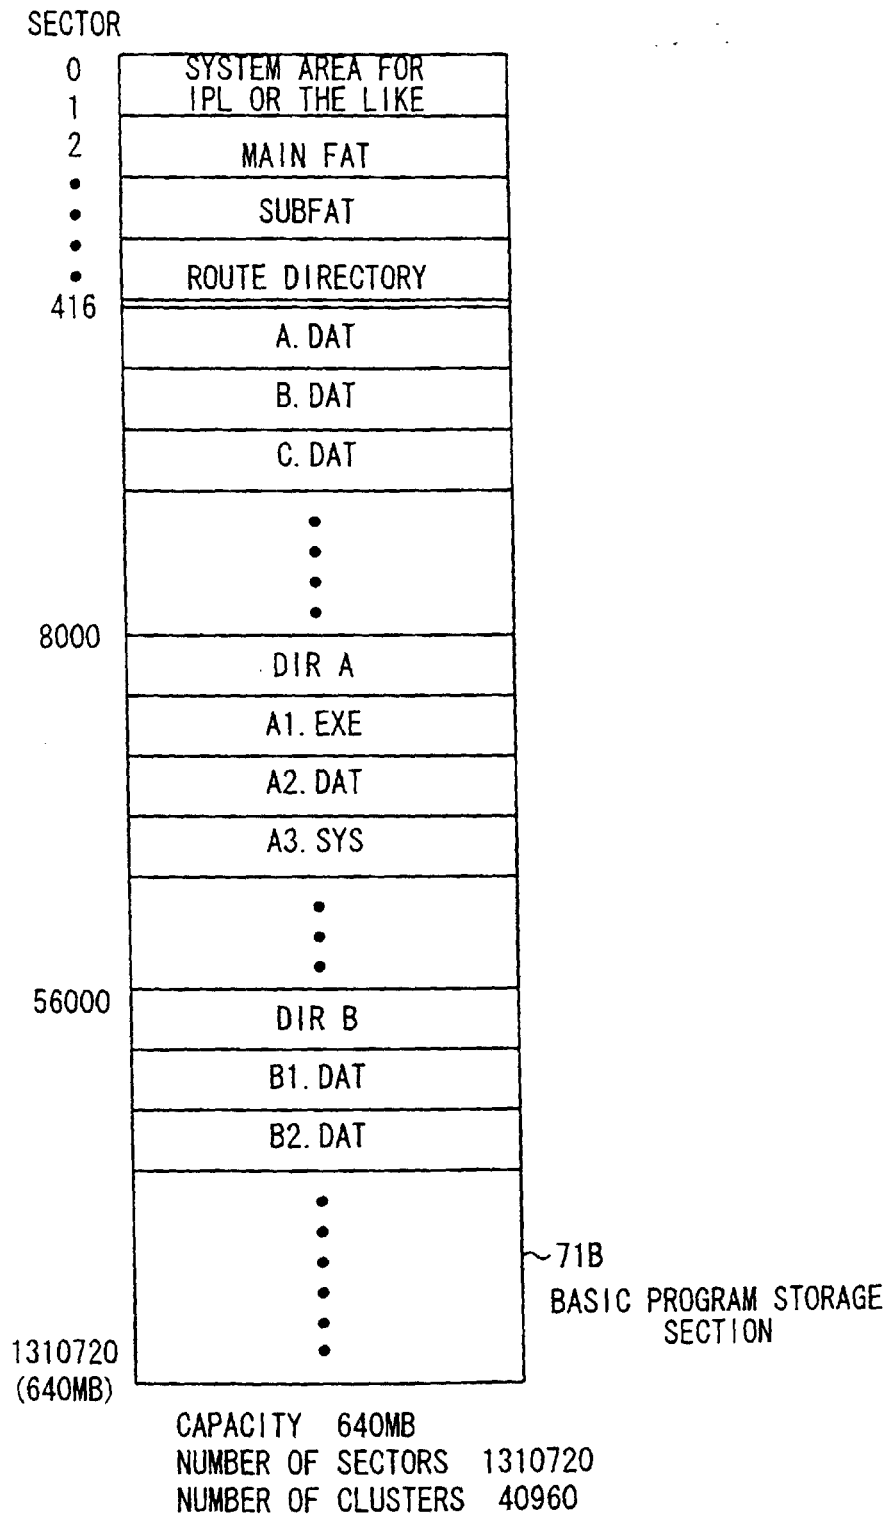 SECTOR
0
SYSTEM AREA FOR
1
IPL OR THE LIKE
2
MAIN FAT
SUBFAT
ROUTE DIRECTORY
416
A.DAT
B.DAT
C.DAT
8000
DIR A
A1.EXE
A2.DAT
A3.SYS
56000
DIR B
B1.DAT
B2.DAT
71B
BASIC PROGRAM STORAGE
SECTION
1310720
(640MB)
CAPACITY 640MB
NUMBER OF SECTORS 1310720
NUMBER OF CLUSTERS 40960